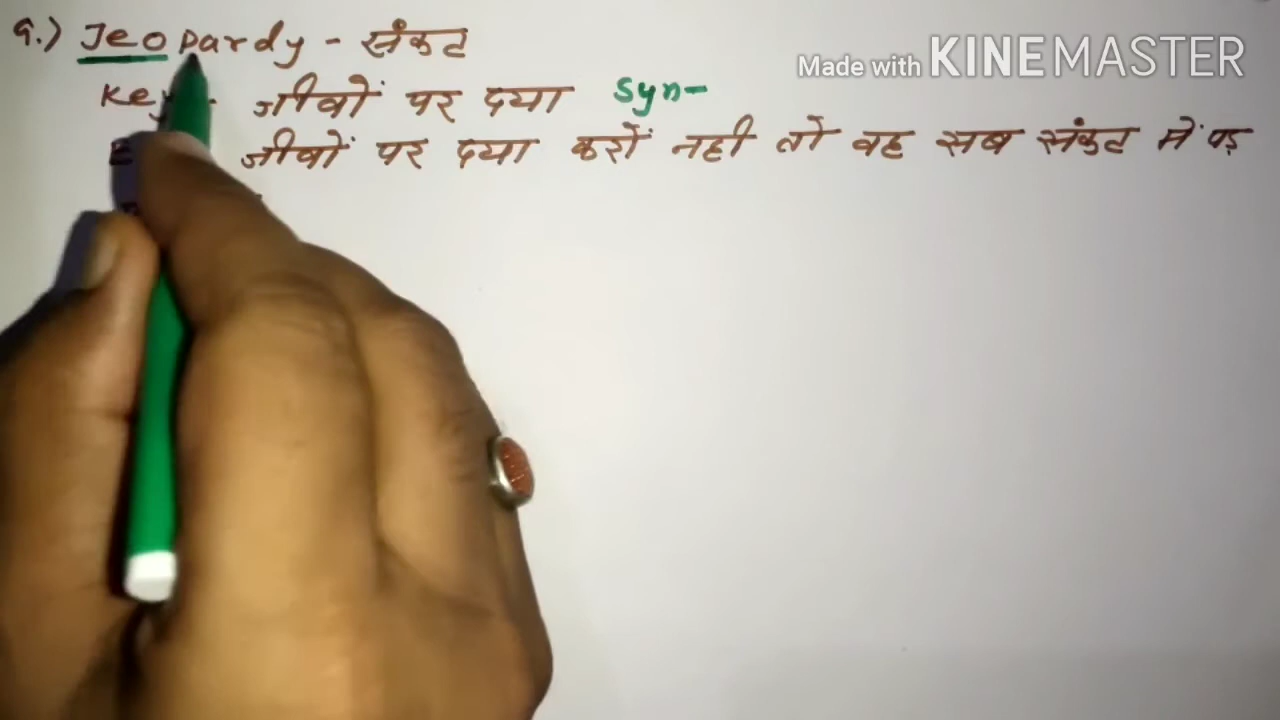 9.) Jeopardy - संकट
Made with KINEMASTER
Key - जीवों पर दया Syn-
जीवों पर दया करों नही तो वह सब संकट में पड़